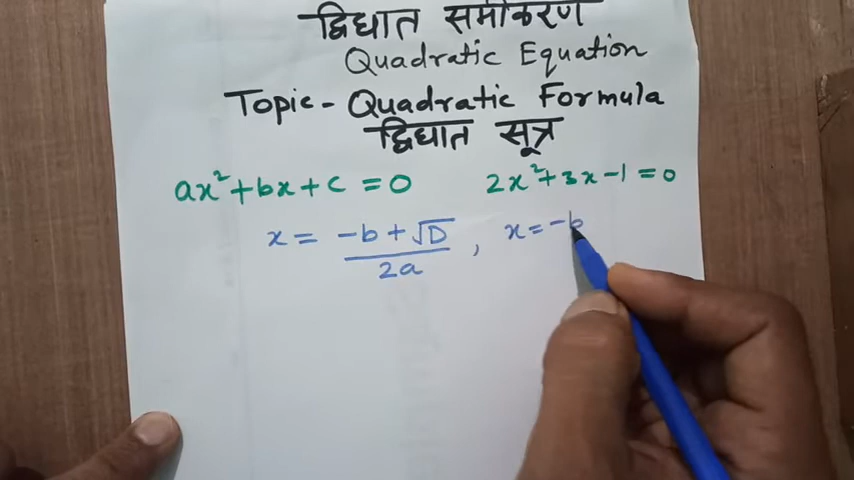 द्विघात समीकरण
Quadratic Equation
Topic - Quadratic Formula
द्विघात सूत्र
ax²+bx+c=0 2x²+3x-1=0
x = (-b+√D)/2a , x = -b